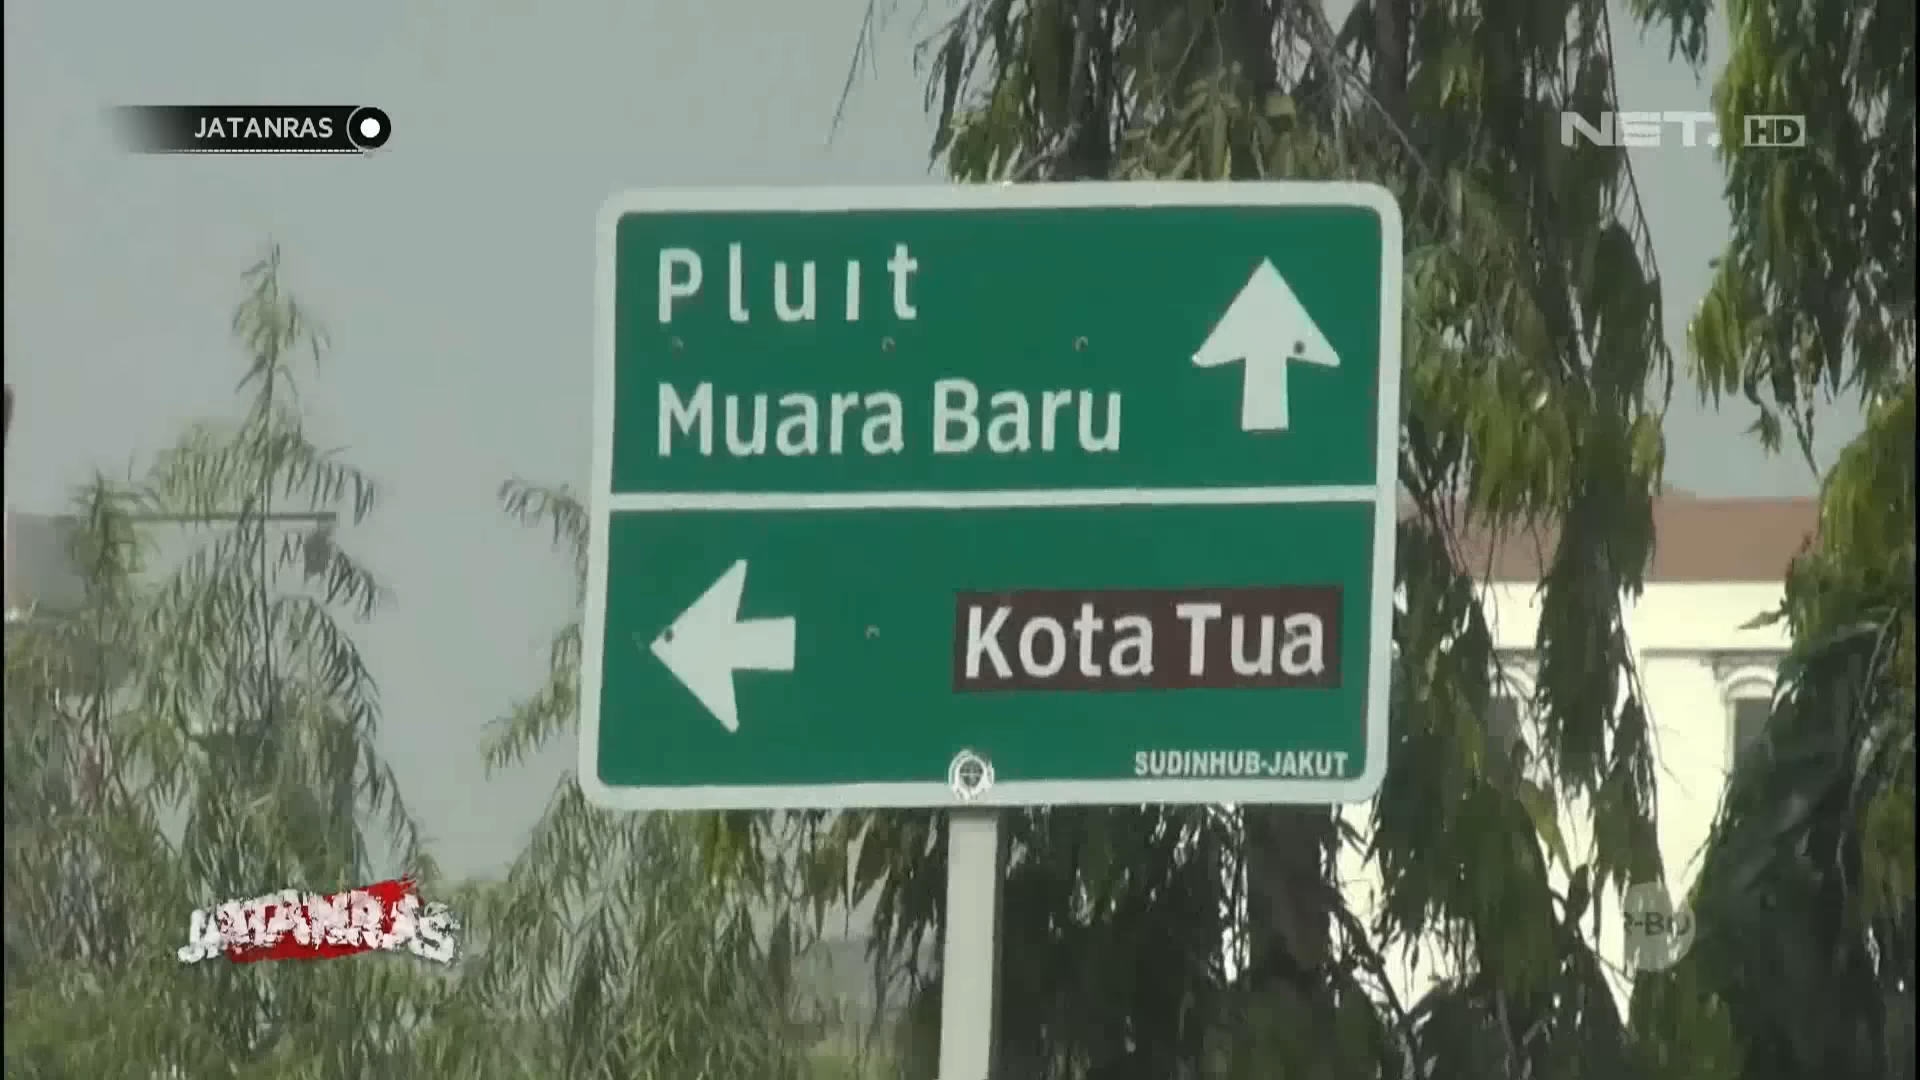 JATANRAS
NET. HD
Pluit
Muara Baru
Kota Tua
SUDINHUB-JAKUT
JATANRAS